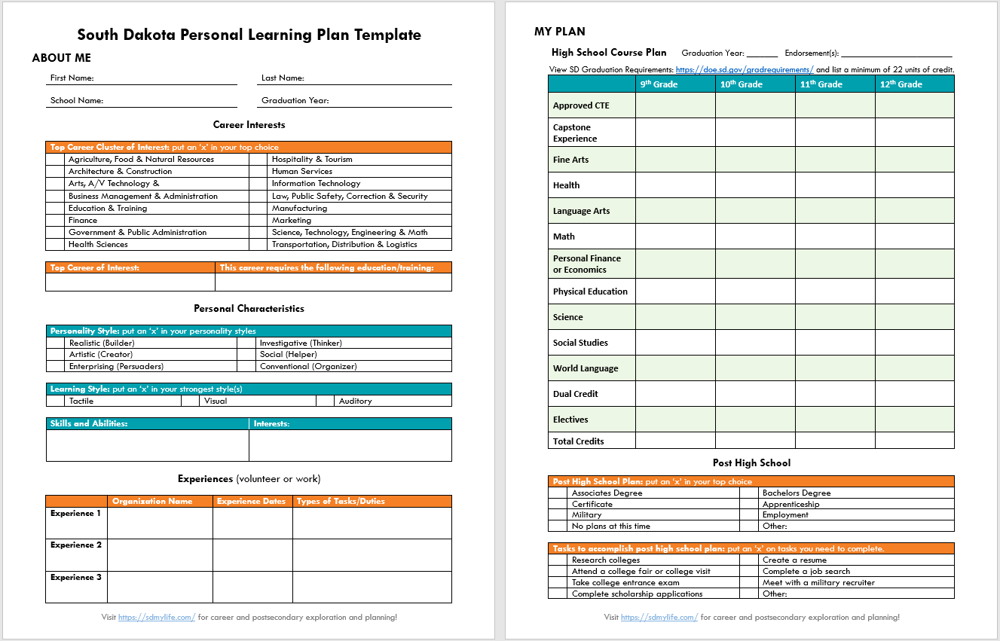 South Dakota Personal Learning Plan Template
ABOUT ME
First Name: Last Name:
School Name: Graduation Year:
Career Interests
Top Career Cluster of Interest: put an ‘x’ in your top choice
Agriculture, Food & Natural Resources Hospitality & Tourism
Architecture & Construction Human Services
Arts, A/V Technology & Information Technology
Business Management & Administration Law, Public Safety, Correction & Security
Education & Training Manufacturing
Finance Marketing
Government & Public Administration Science, Technology, Engineering & Math
Health Sciences Transportation, Distribution & Logistics
Top Career of Interest: This career requires the following education/training:
Personal Characteristics
Personality Style: put an ‘x’ in your personality styles
Realistic (Builder) Investigative (Thinker)
Artistic (Creator) Social (Helper)
Enterprising (Persuaders) Conventional (Organizer)
Learning Style: put an ‘x’ in your strongest style(s)
Tactile Visual Auditory
Skills and Abilities: Interests:
Experiences (volunteer or work)
Organization Name Experience Dates Types of Tasks/Duties
Experience 1
Experience 2
Experience 3
Visit https://sdmylife.com/ for career and postsecondary exploration and planning!
MY PLAN
High School Course Plan Graduation Year: _______ Endorsement(s): _________________________
View SD Graduation Requirements: https://doe.sd.gov/gradrequirements/ and list a minimum of 22 units of credit.
9th Grade 10th Grade 11th Grade 12th Grade
Approved CTE
Capstone
Experience
Fine Arts
Health
Language Arts
Math
Personal Finance
or Economics
Physical Education
Science
Social Studies
World Language
Dual Credit
Electives
Total Credits
Post High School
Post High School Plan: put an ‘x’ in your top choice
Associates Degree Bachelors Degree
Certificate Apprenticeship
Military Employment
No plans at this time Other:
Tasks to accomplish post high school plan: put an ‘x’ on tasks you need to complete.
Research colleges Create a resume
Attend a college fair or college visit Complete a job search
Take college entrance exam Meet with a military recruiter
Complete scholarship applications Other:
Visit https://sdmylife.com/ for career and postsecondary exploration and planning!